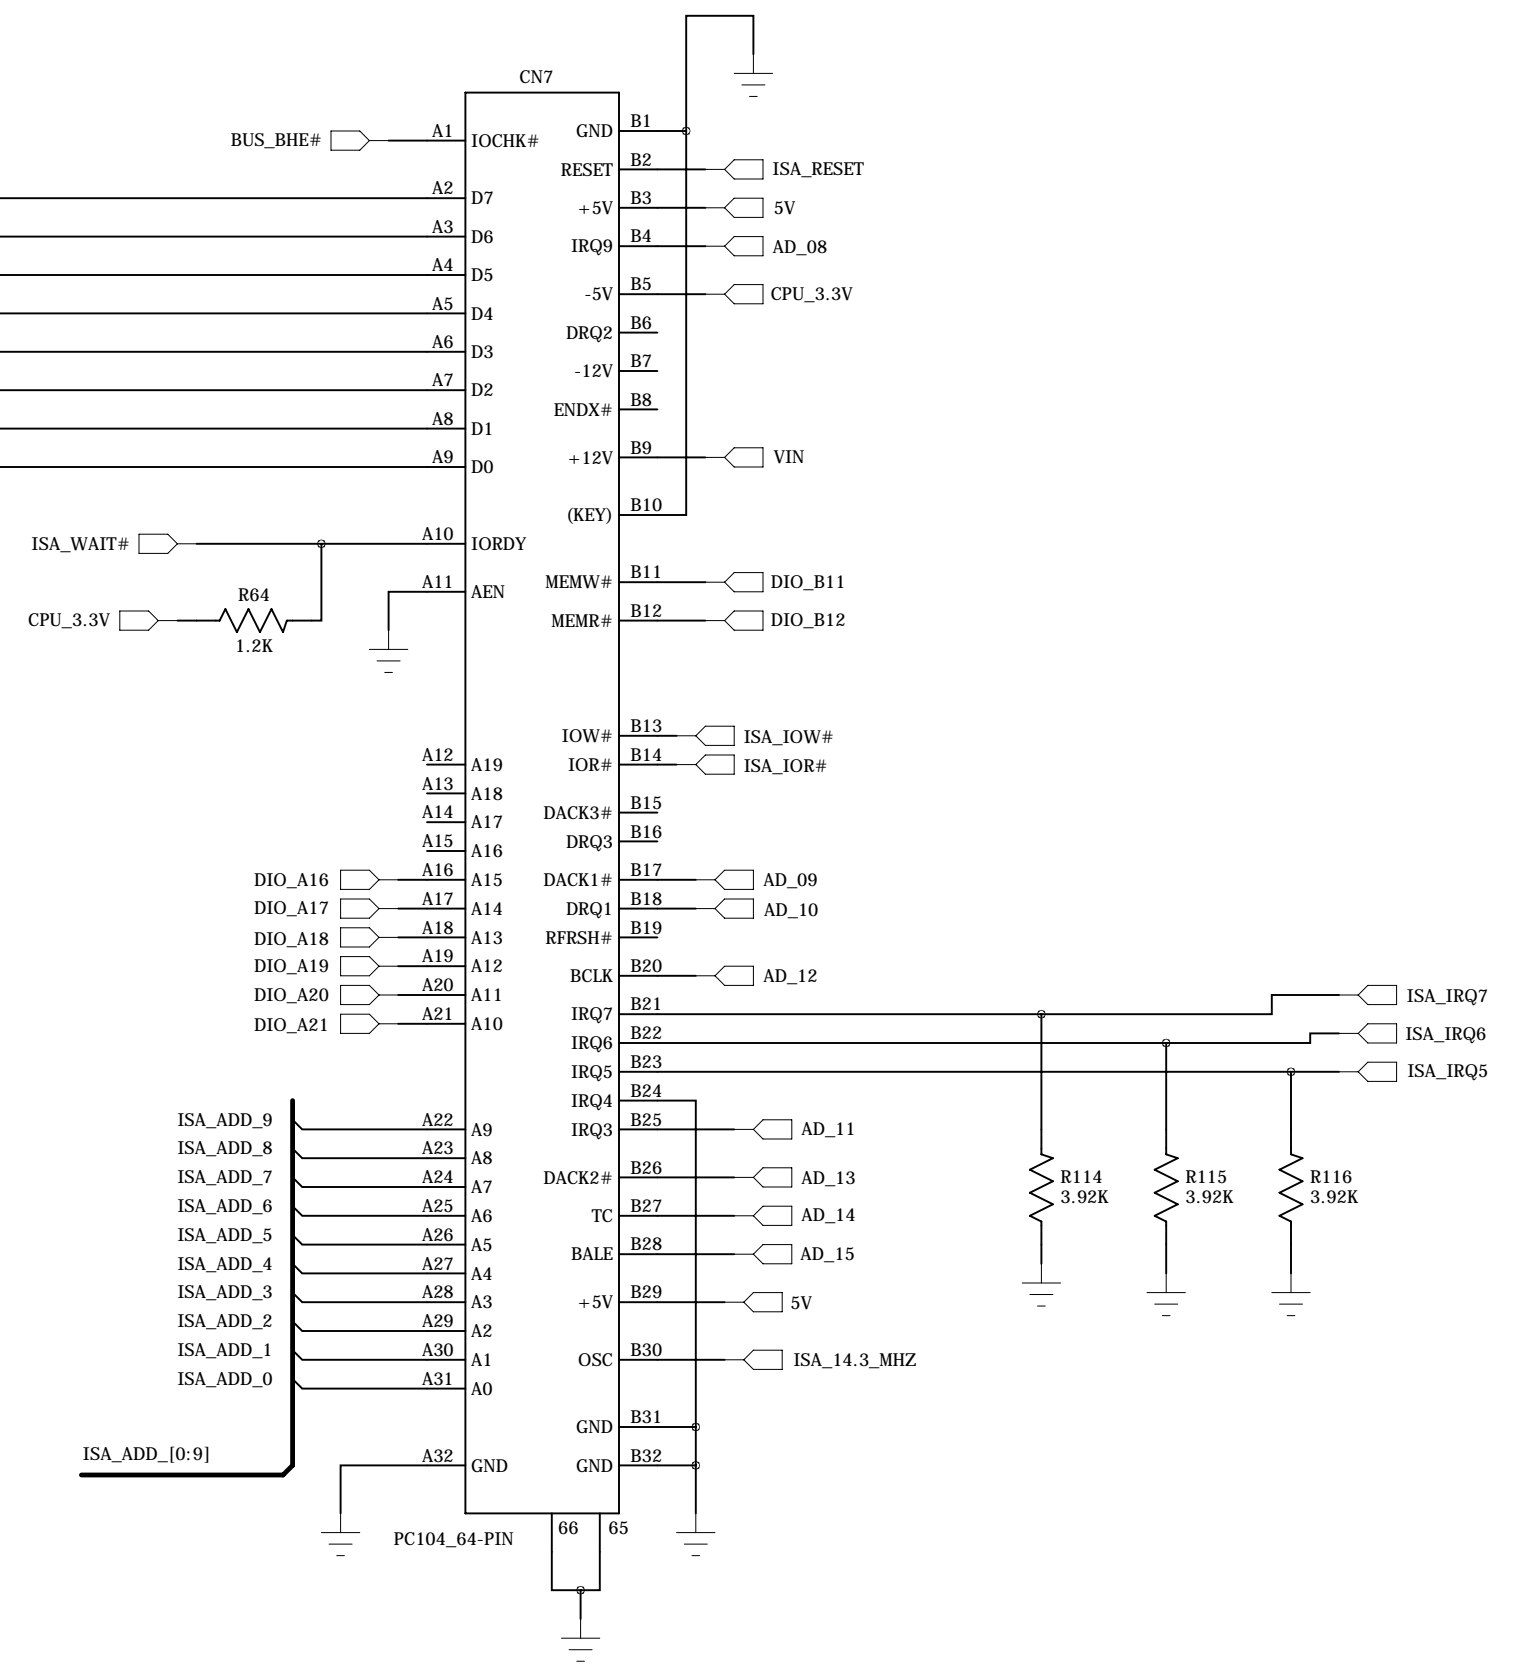 CN7
BUS_BHE# A1 IOCHK# GND B1
RESET B2 ISA_RESET
A2 D7 +5V B3 5V
A3 D6 IRQ9 B4 AD_08
A4 D5 -5V B5 CPU_3.3V
A5 D4 DRQ2 B6
A6 D3 -12V B7
A7 D2 ENDX# B8
A8 D1
A9 D0 +12V B9 VIN
(KEY) B10
ISA_WAIT# A10 IORDY
A11 AEN MEMW# B11 DIO_B11
R64
CPU_3.3V MEMR# B12 DIO_B12
1.2K
IOW# B13 ISA_IOW#
A12 A19 IOR# B14 ISA_IOR#
A13 A18
A14 A17 DACK3# B15
A15 A16 DRQ3 B16
DIO_A16 A16 A15 DACK1# B17 AD_09
DIO_A17 A17 A14 DRQ1 B18 AD_10
DIO_A18 A18 A13 RFRSH# B19
DIO_A19 A19 A12 BCLK B20 AD_12
DIO_A20 A20 A11 ISA_IRQ7
DIO_A21 A21 A10 IRQ7 B21
IRQ6 B22 ISA_IRQ6
IRQ5 B23 ISA_IRQ5
IRQ4 B24
ISA_ADD_9 A22 A9 IRQ3 B25 AD_11
ISA_ADD_8 A23 A8
ISA_ADD_7 A24 A7 DACK2# B26 AD_13
R114 R115 R116
3.92K 3.92K 3.92K
ISA_ADD_6 A25 A6 TC B27 AD_14
ISA_ADD_5 A26 A5 BALE B28 AD_15
ISA_ADD_4 A27 A4
ISA_ADD_3 A28 A3 +5V B29 5V
ISA_ADD_2 A29 A2
ISA_ADD_1 A30 A1 OSC B30 ISA_14.3_MHZ
ISA_ADD_0 A31 A0
GND B31
ISA_ADD_[0:9] A32 GND GND B32
PC104_64-PIN 66 65